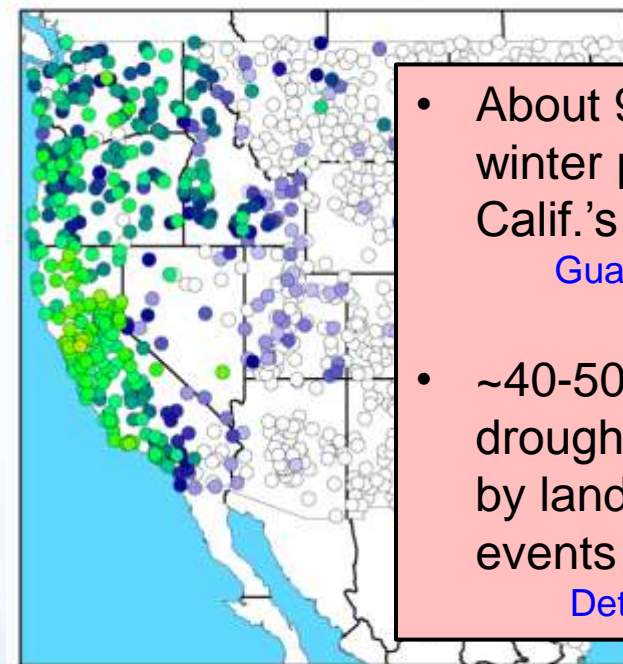 • About 9
winter p
Calif.'s
Gua
• ~40-50
drough
by land
events
Det